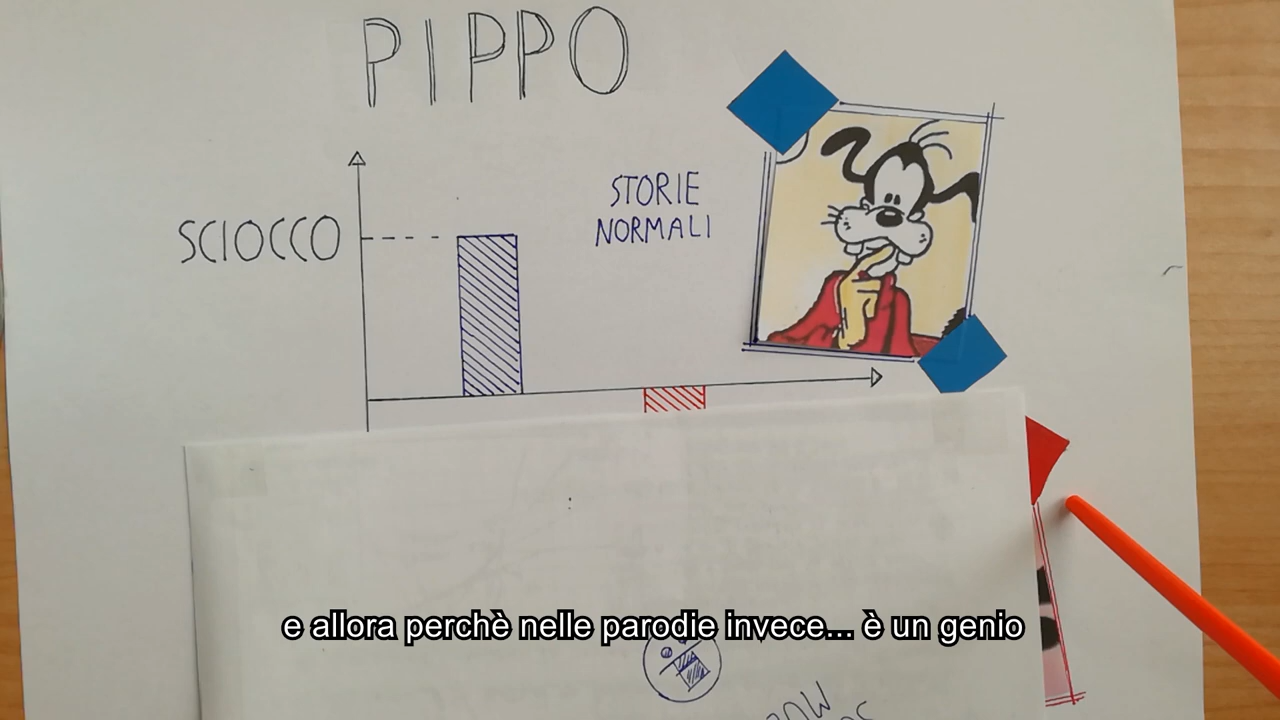 PIPPO
STORIE
NORMALI
SCIOCCO
e allora perchè nelle parodie invece... è un genio